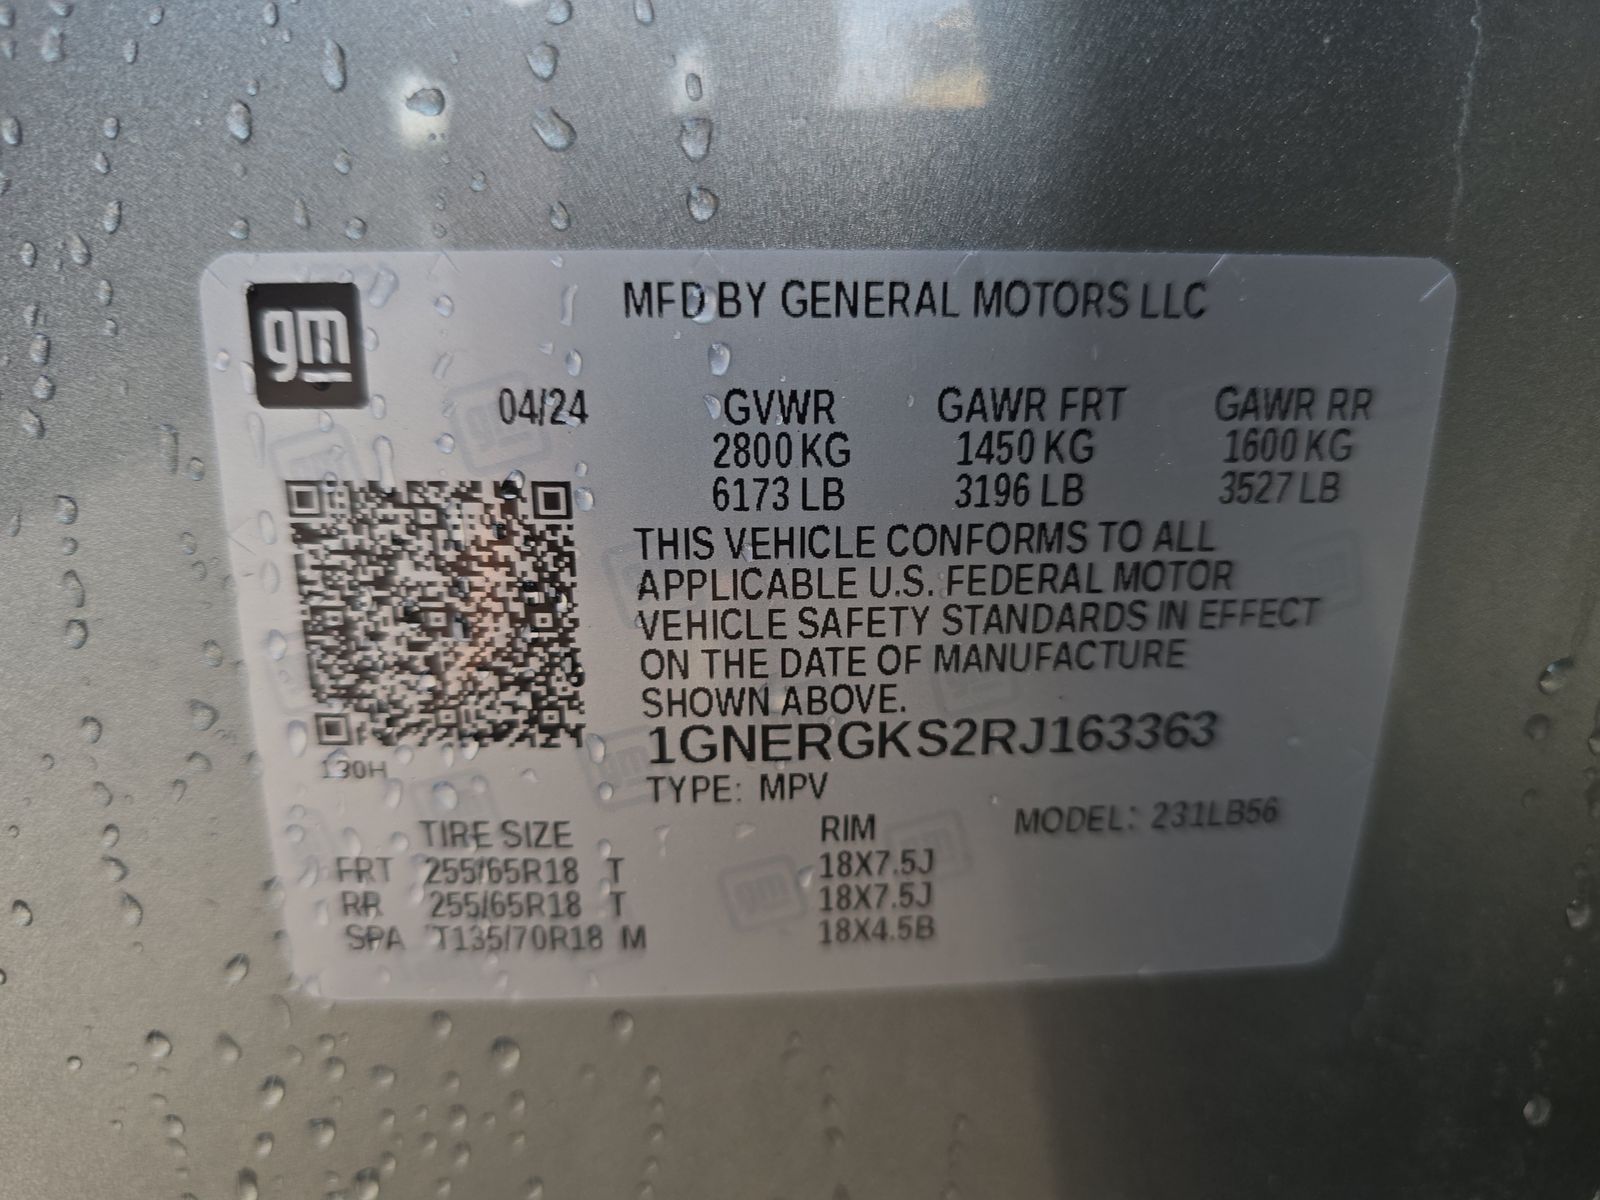 gm
MFD BY GENERAL MOTORS LLC
04/24 GVWR GAWR FRT GAWR RR
2800 KG 1450 KG 1600 KG
6173 LB 3196 LB 3527 LB
THIS VEHICLE CONFORMS TO ALL
APPLICABLE U.S. FEDERAL MOTOR
VEHICLE SAFETY STANDARDS IN EFFECT
ON THE DATE OF MANUFACTURE
SHOWN ABOVE.
1GNERGKS2RJ163363
130H
TYPE: MPV
TIRE SIZE RIM MODEL: 231LB56
FRT 255/65R18 T 18X7.5J
RR 255/65R18 T 18X7.5J
SPA T135/70R18 M 18X4.5B